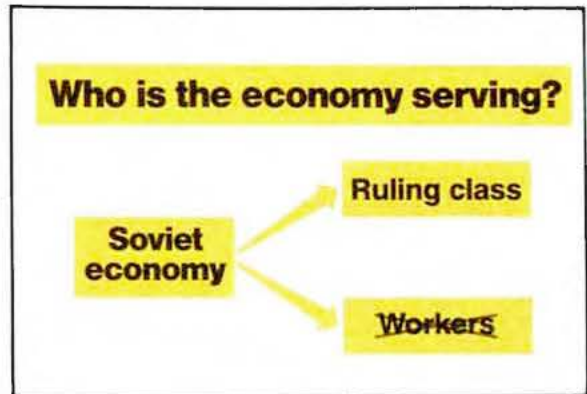 Who is the economy serving?
Ruling class
Soviet
economy
Workers